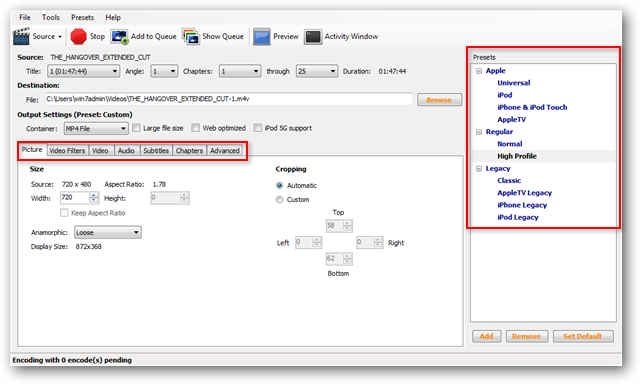 File Tools Presets Help
Source Stop Add to Queue Show Queue Preview Activity Window
Source: THE_HANGOVER_EXTENDED_CUT
Title: 1 (01:47:44) Angle: 1 Chapters: 1 through 25 Duration: 01:47:44
Destination:
File: C:\Users\win7admin\Videos\THE_HANGOVER_EXTENDED_CUT-1.m4v Browse
Output Settings (Preset: Custom)
Container: MP4 File Large file size Web optimized iPod 5G support
Picture Video Filters Video Audio Subtitles Chapters Advanced
Size
Source: 720 x 480 Aspect Ratio: 1.78
Width: 720 Height: 0
Keep Aspect Ratio
Anamorphic: Loose
Display Size: 872x368
Cropping
Automatic
Custom
Top
58
Left 0 0 Right
62
Bottom
Presets
Apple
Universal
iPod
iPhone & iPod Touch
AppleTV
Regular
Normal
High Profile
Legacy
Classic
AppleTV Legacy
iPhone Legacy
iPod Legacy
Add Remove Set Default
Encoding with 0 encode(s) pending